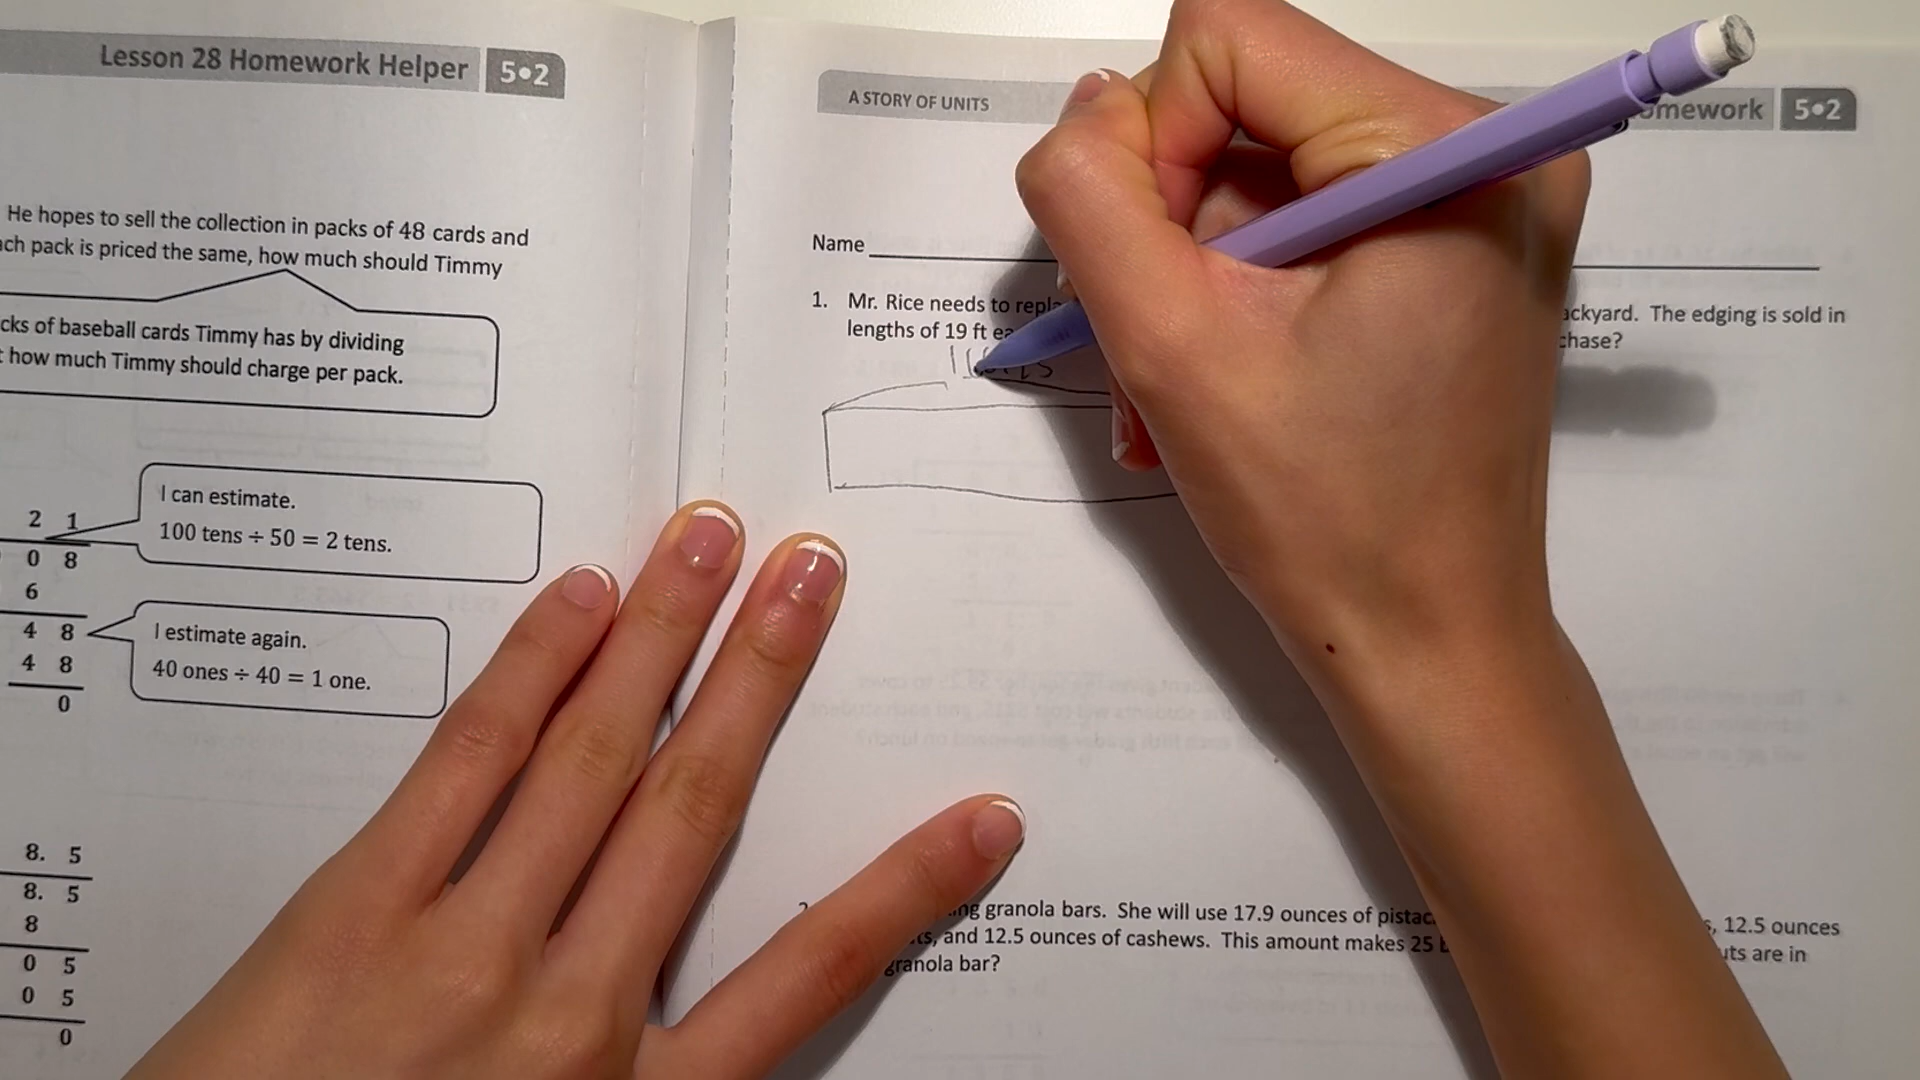 Lesson 28 Homework Helper 5•2
He hopes to sell the collection in packs of 48 cards and
ach pack is priced the same, how much should Timmy
cks of baseball cards Timmy has by dividing
how much Timmy should charge per pack.
2 1
0 8
6
4 8
4 8
0
I can estimate.
100 tens ÷ 50 = 2 tens.
I estimate again.
40 ones ÷ 40 = 1 one.
8. 5
8. 5
8
0 5
0 5
0
A STORY OF UNITS
omework 5•2
Name
1. Mr. Rice needs to repla ackyard. The edging is sold in
lengths of 19 ft ea chase?
ng granola bars. She will use 17.9 ounces of pistac , 12.5 ounces
ts, and 12.5 ounces of cashews. This amount makes 25 uts are in
granola bar?